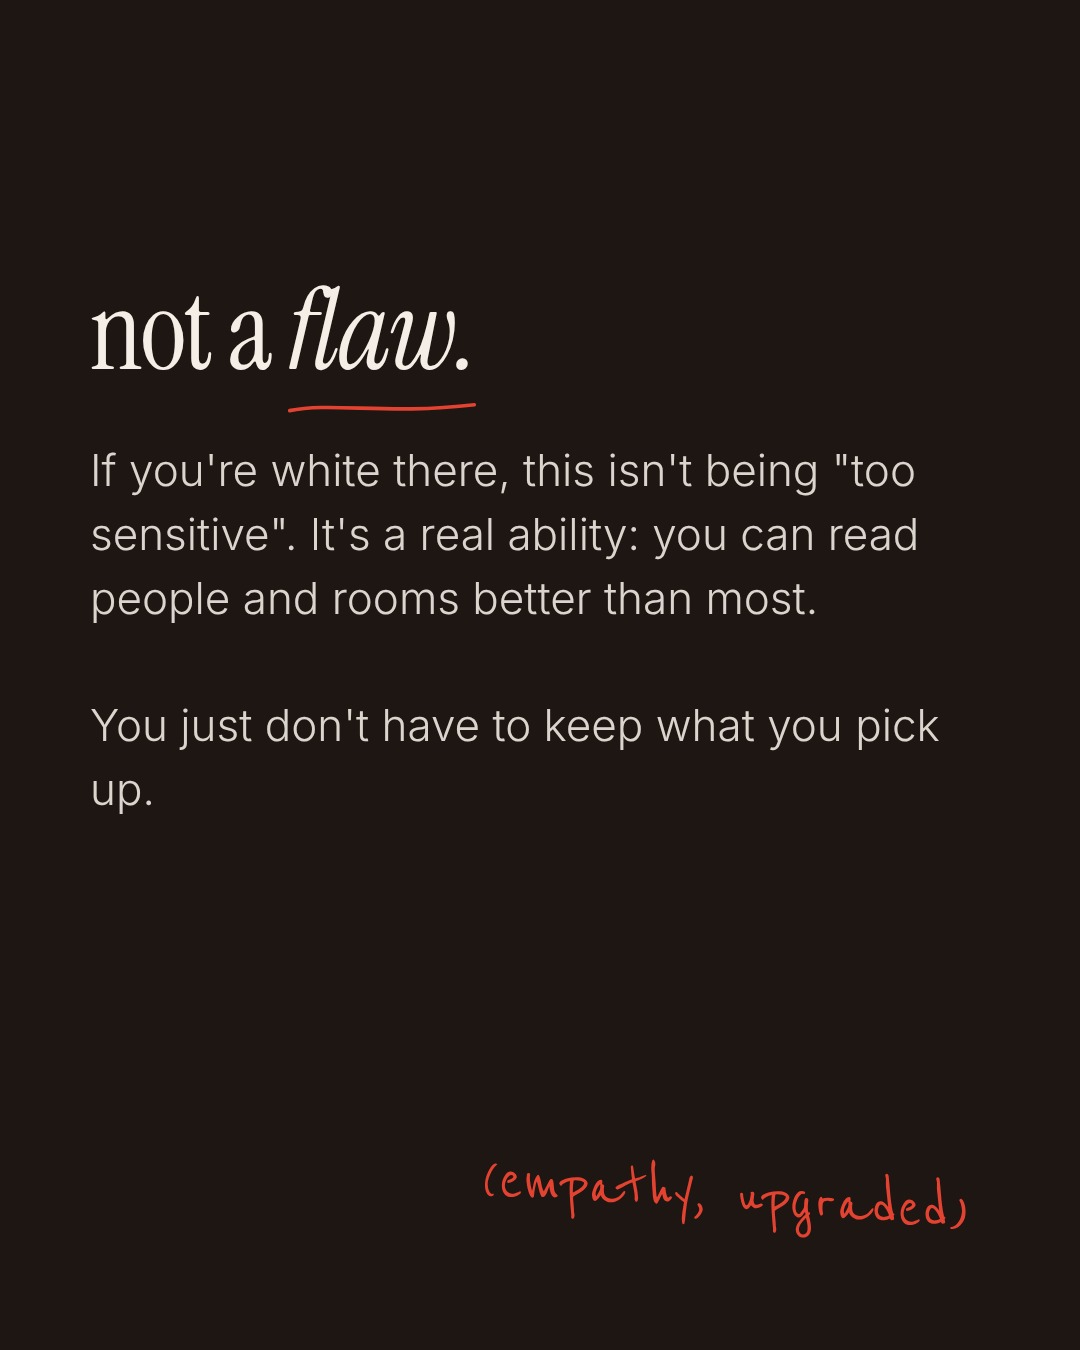 not a flaw.
If you're white there, this isn't being "too
sensitive". It's a real ability: you can read
people and rooms better than most.
You just don't have to keep what you pick
up.
(empathy, upgraded)